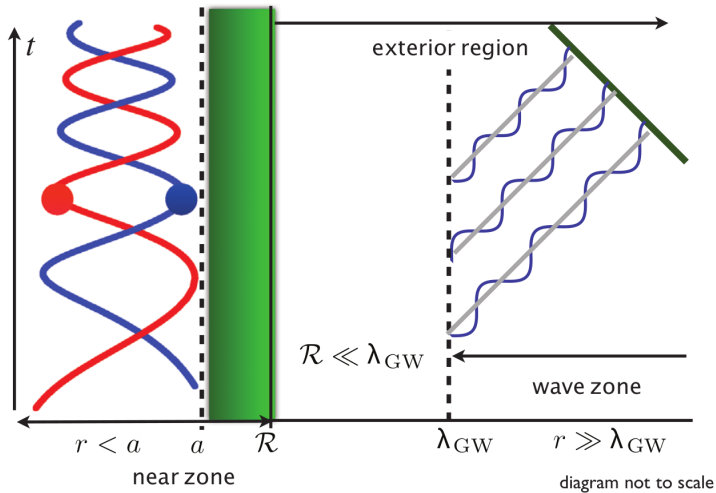 t
exterior region
ℛ ≪ λ_GW
wave zone
r < a
a
ℛ
λ_GW
r ≫ λ_GW
near zone
diagram not to scale